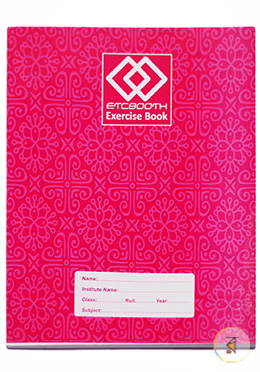 ETCBOOTH
Exercise Book
Name:
Institute Name:
Class: Roll: Year:
Subject: